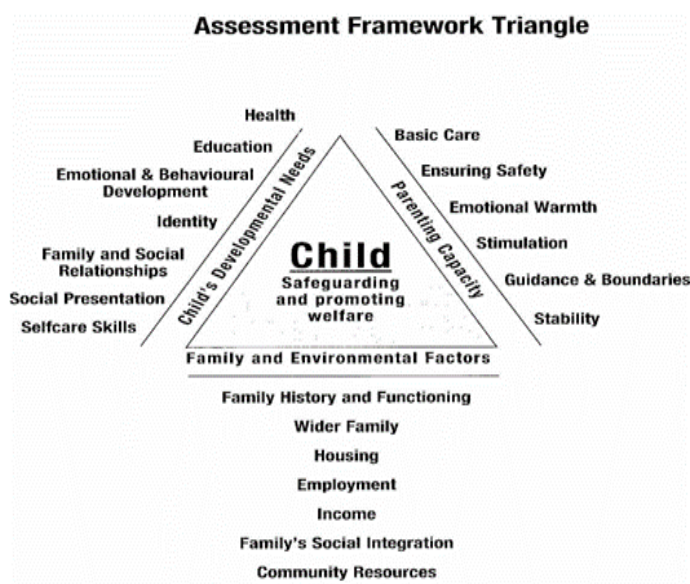 Assessment Framework Triangle
Health
Education
Emotional & Behavioural
Development
Identity
Family and Social
Relationships
Social Presentation
Selfcare Skills
Child's Developmental Needs
Child
Safeguarding
and promoting
welfare
Parenting Capacity
Basic Care
Ensuring Safety
Emotional Warmth
Stimulation
Guidance & Boundaries
Stability
Family and Environmental Factors
Family History and Functioning
Wider Family
Housing
Employment
Income
Family's Social Integration
Community Resources